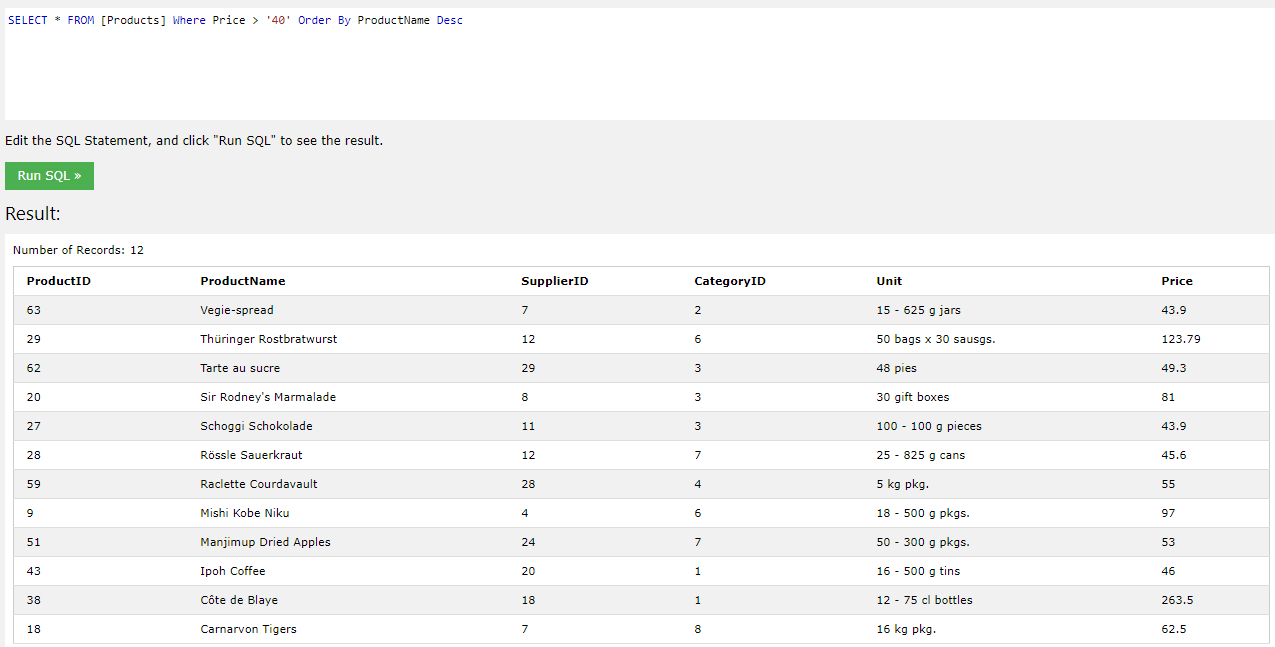 SELECT * FROM [Products] Where Price > '40' Order By ProductName Desc
Edit the SQL Statement, and click "Run SQL" to see the result.
Run SQL »
Result:
Number of Records: 12
ProductID ProductName SupplierID CategoryID Unit Price
63 Vegie-spread 7 2 15 - 625 g jars 43.9
29 Thüringer Rostbratwurst 12 6 50 bags x 30 sausgs. 123.79
62 Tarte au sucre 29 3 48 pies 49.3
20 Sir Rodney's Marmalade 8 3 30 gift boxes 81
27 Schoggi Schokolade 11 3 100 - 100 g pieces 43.9
28 Rössle Sauerkraut 12 7 25 - 825 g cans 45.6
59 Raclette Courdavault 28 4 5 kg pkg. 55
9 Mishi Kobe Niku 4 6 18 - 500 g pkgs. 97
51 Manjimup Dried Apples 24 7 50 - 300 g pkgs. 53
43 Ipoh Coffee 20 1 16 - 500 g tins 46
38 Côte de Blaye 18 1 12 - 75 cl bottles 263.5
18 Carnarvon Tigers 7 8 16 kg pkg. 62.5